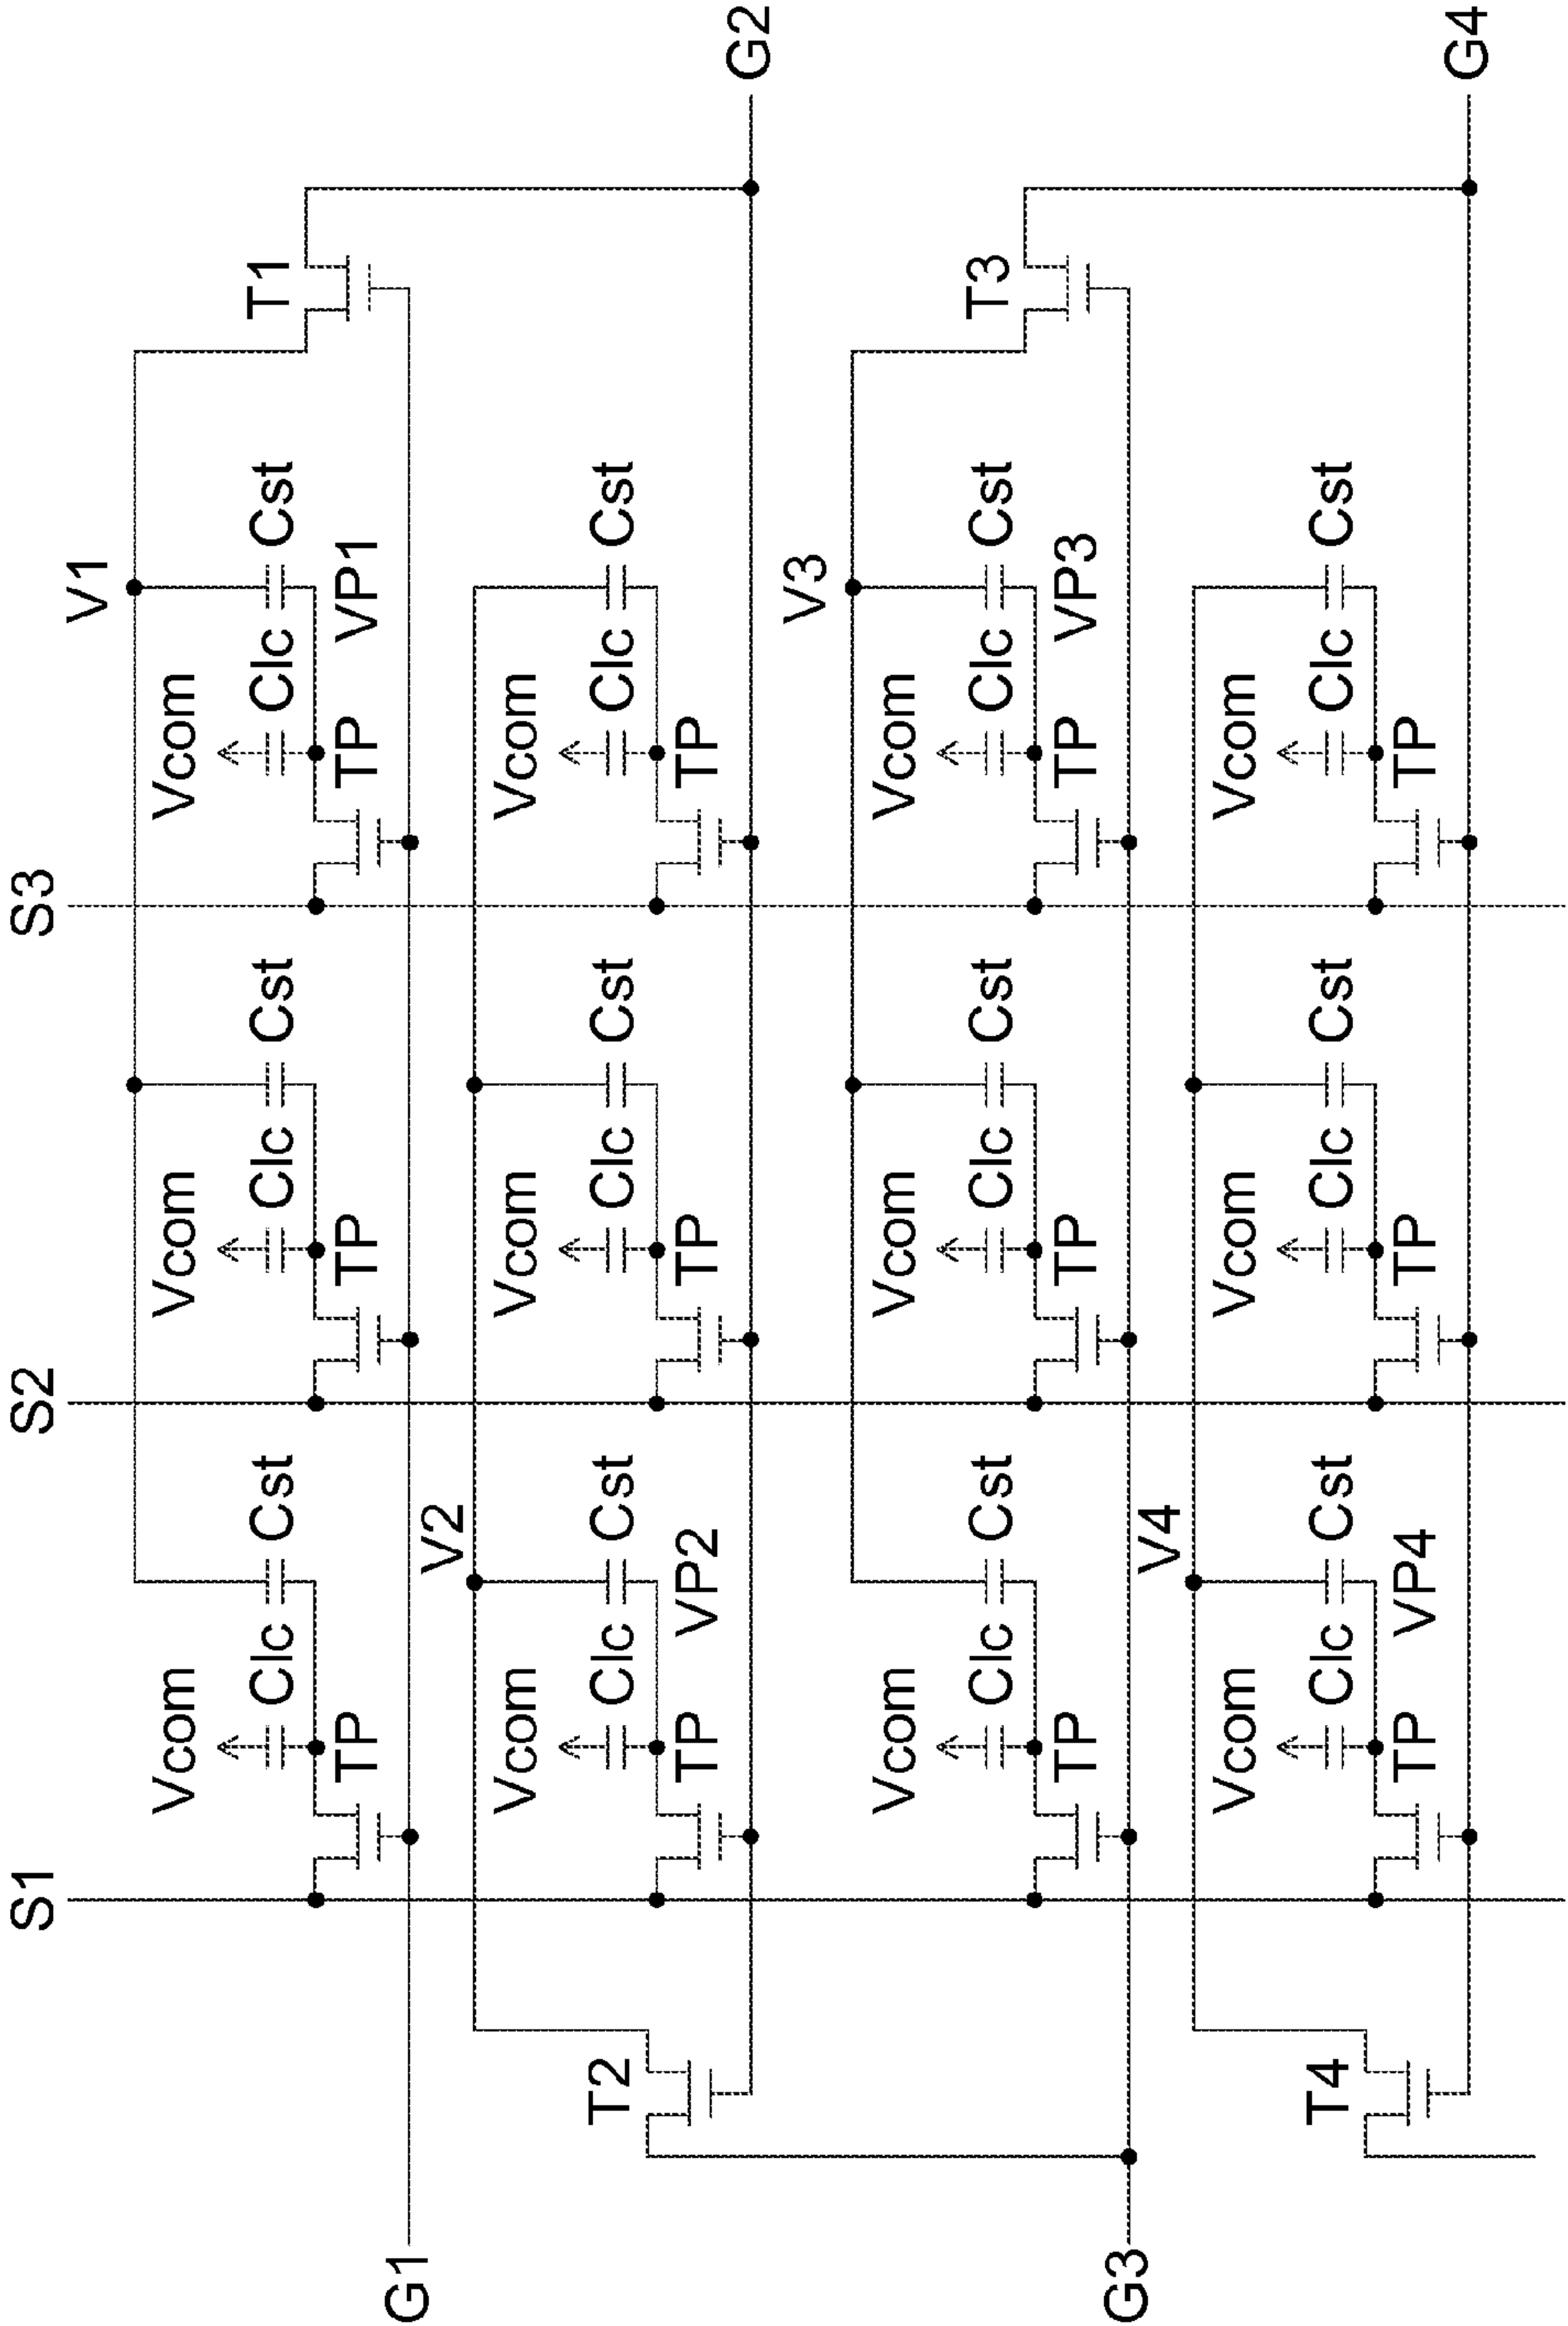 S1 S2 S3
V1
Vcom Vcom Vcom
Clc Cst Clc Cst Clc Cst T1
TP TP TP VP1
G1
V2
Vcom Vcom Vcom
T2 Clc Cst Clc Cst Clc Cst
TP VP2 TP TP
G2
V3
Vcom Vcom Vcom
Clc Cst Clc Cst Clc Cst T3
TP TP TP VP3
G3
V4
Vcom Vcom Vcom
T4 Clc Cst Clc Cst Clc Cst
TP VP4 TP TP
G4